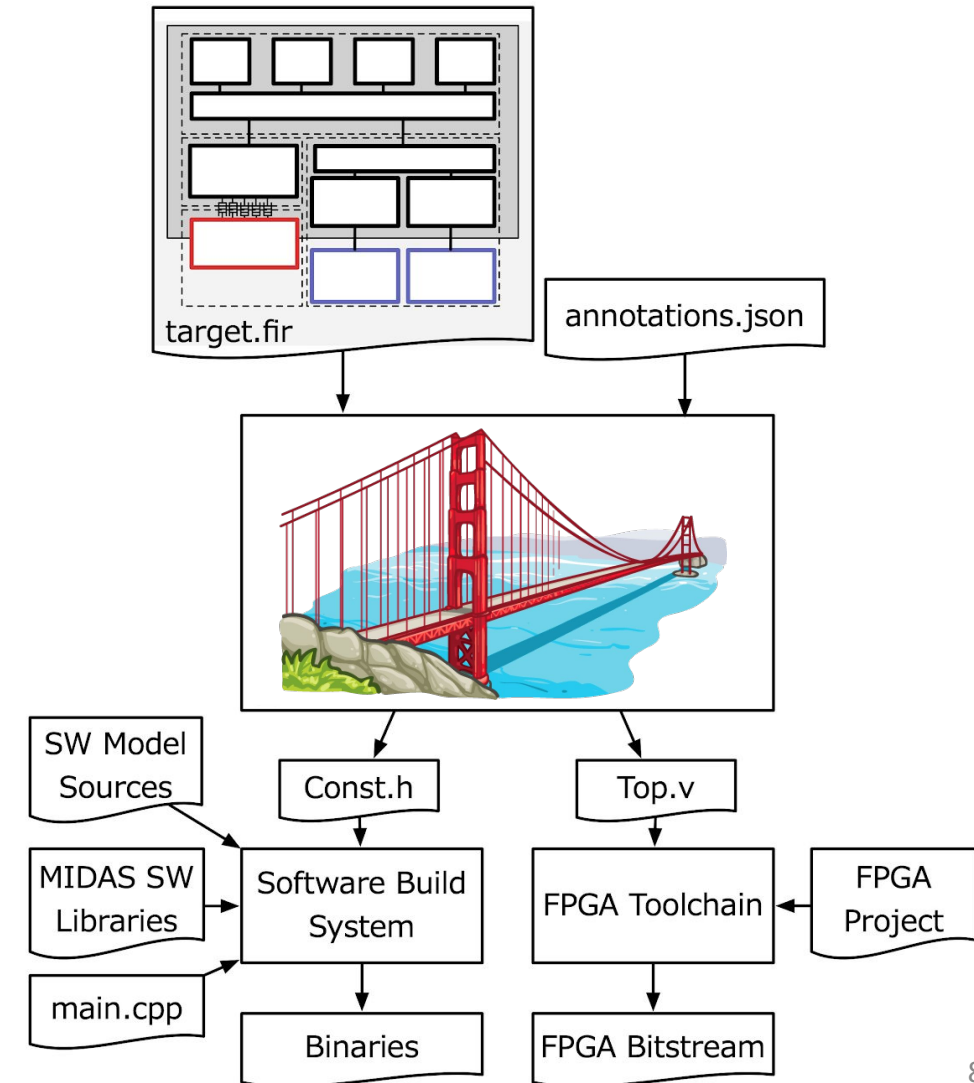 target.fir
annotations.json
SW Model
Sources
Const.h
Top.v
MIDAS SW
Libraries
Software Build
System
FPGA Toolchain
FPGA
Project
main.cpp
Binaries
FPGA Bitstream